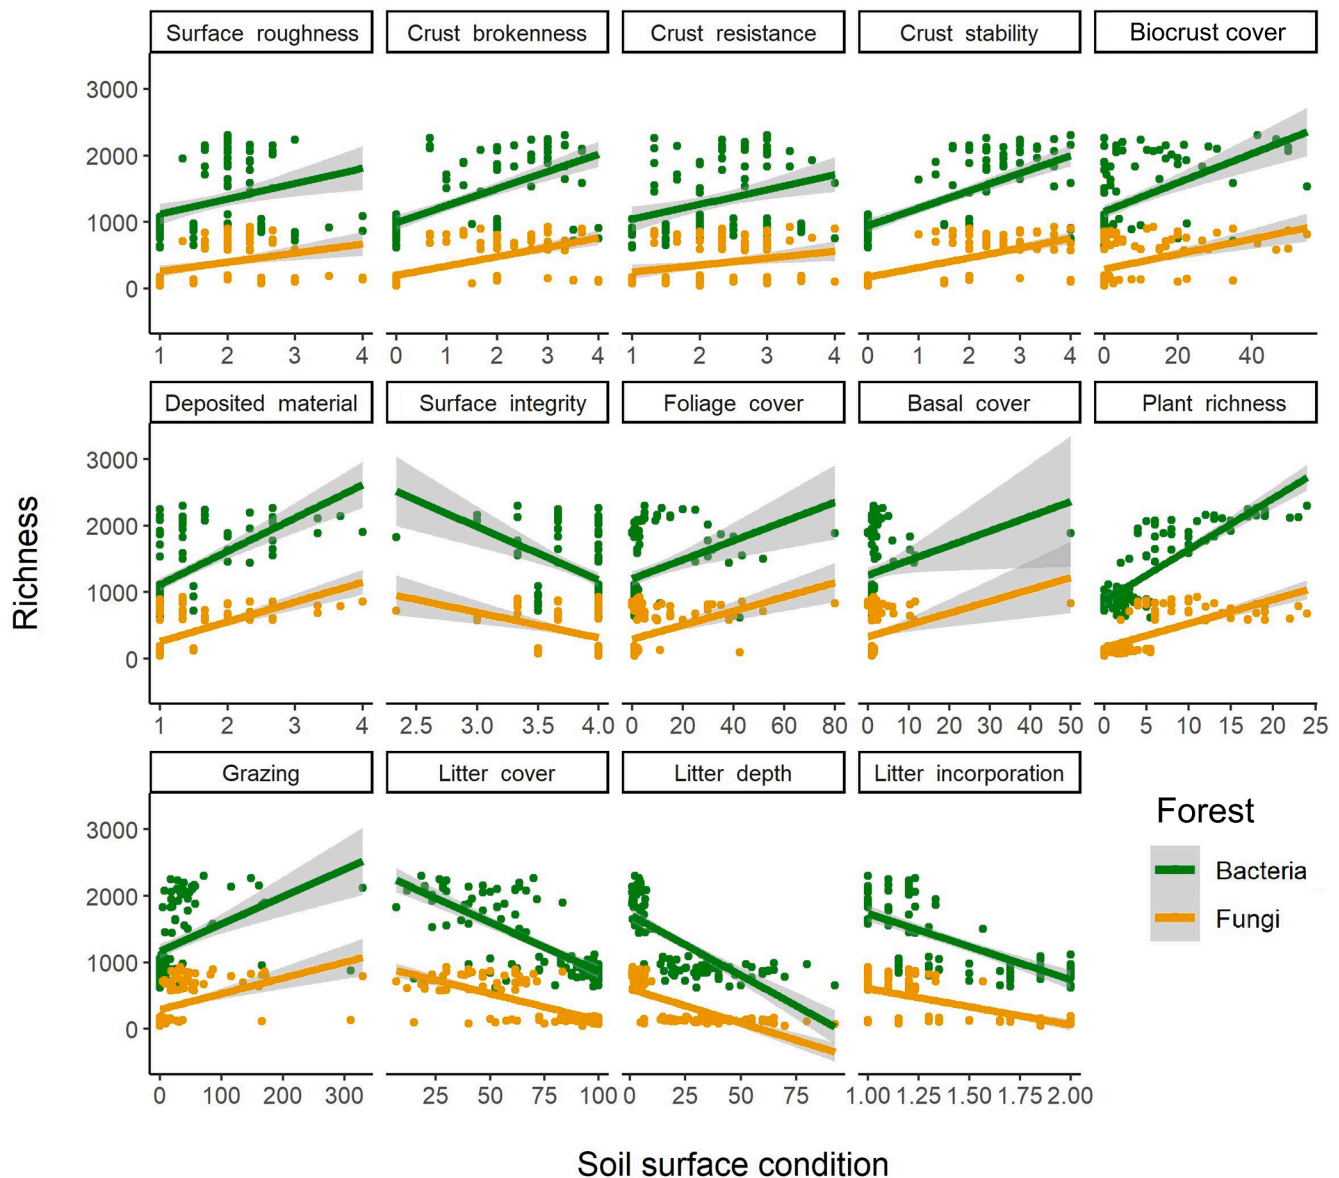 Surface roughness
Crust brokenness
Crust resistance
Crust stability
Biocrust cover
3000
2000
1000
0
1 2 3 4
0 1 2 3 4
1 2 3 4
0 1 2 3 4
0 20 40
Deposited material
Surface integrity
Foliage cover
Basal cover
Plant richness
3000
2000
1000
0
1 2 3 4
2.5 3.0 3.5 4.0
0 20 40 60 80
0 10 20 30 40 50
0 5 10 15 20 25
Richness
Grazing
Litter cover
Litter depth
Litter incorporation
3000
2000
1000
0
0 100 200 300
25 50 75 100
0 25 50 75
1.00 1.25 1.50 1.75 2.00
Forest
Bacteria
Fungi
Soil surface condition